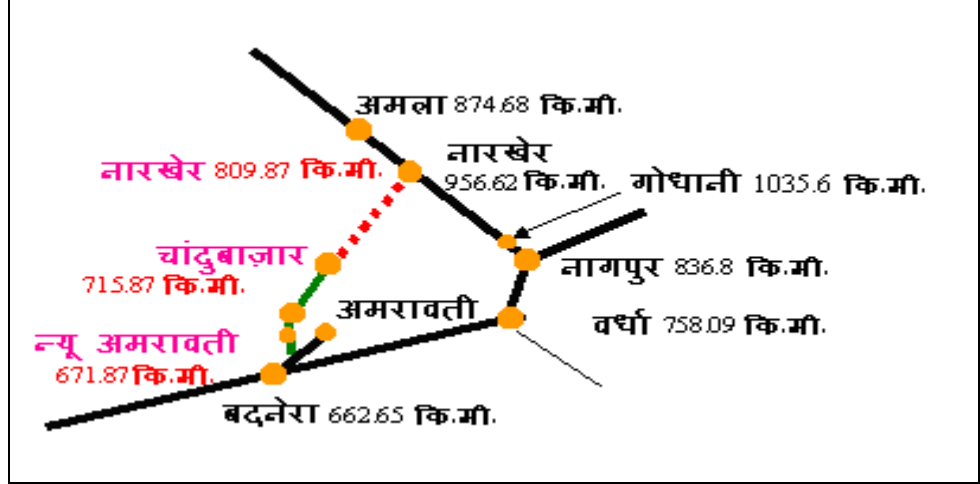 अमला 874.68 कि.मी.
नारखेर 809.87 कि.मी.
नारखेर
956.62 कि.मी.
गोधानी 1035.6 कि.मी.
चांदुबाज़ार
715.87 कि.मी.
नागपुर 836.8 कि.मी.
अमरावती
वर्धा 758.09 कि.मी.
न्यू अमरावती
671.87 कि.मी.
बदनेरा 662.65 कि.मी.